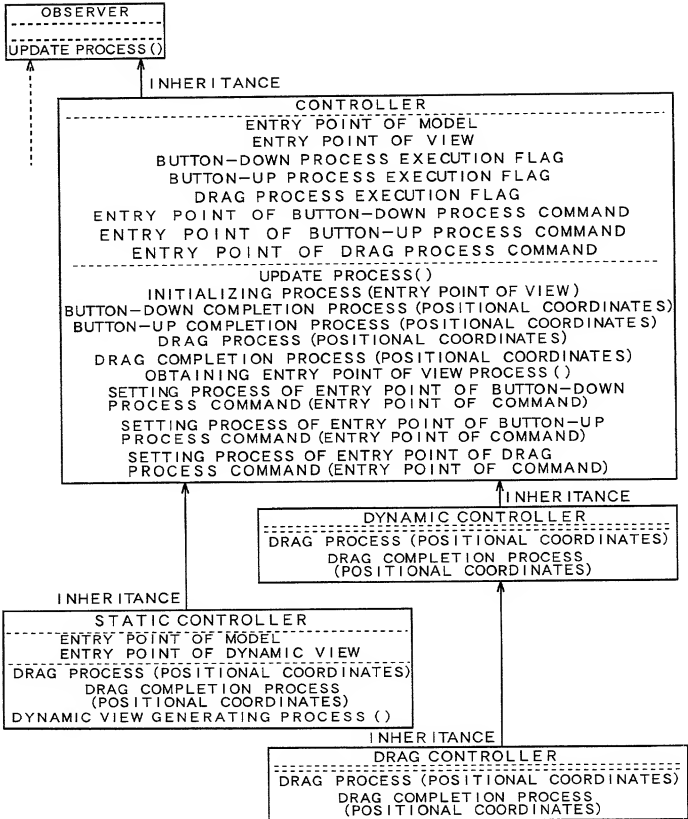 OBSERVER
UPDATE PROCESS()
INHERITANCE
CONTROLLER
ENTRY POINT OF MODEL
ENTRY POINT OF VIEW
BUTTON-DOWN PROCESS EXECUTION FLAG
BUTTON-UP PROCESS EXECUTION FLAG
DRAG PROCESS EXECUTION FLAG
ENTRY POINT OF BUTTON-DOWN PROCESS COMMAND
ENTRY POINT OF BUTTON-UP PROCESS COMMAND
ENTRY POINT OF DRAG PROCESS COMMAND
UPDATE PROCESS()
INITIALIZING PROCESS (ENTRY POINT OF VIEW)
BUTTON-DOWN COMPLETION PROCESS (POSITIONAL COORDINATES)
BUTTON-UP COMPLETION PROCESS (POSITIONAL COORDINATES)
DRAG PROCESS (POSITIONAL COORDINATES)
DRAG COMPLETION PROCESS (POSITIONAL COORDINATES)
OBTAINING ENTRY POINT OF VIEW PROCESS ()
SETTING PROCESS OF ENTRY POINT OF BUTTON-DOWN
PROCESS COMMAND (ENTRY POINT OF COMMAND)
SETTING PROCESS OF ENTRY POINT OF BUTTON-UP
PROCESS COMMAND (ENTRY POINT OF COMMAND)
SETTING PROCESS OF ENTRY POINT OF DRAG
PROCESS COMMAND (ENTRY POINT OF COMMAND)
INHERITANCE
DYNAMIC CONTROLLER
DRAG PROCESS (POSITIONAL COORDINATES)
DRAG COMPLETION PROCESS
(POSITIONAL COORDINATES)
INHERITANCE
STATIC CONTROLLER
ENTRY POINT OF MODEL
ENTRY POINT OF DYNAMIC VIEW
DRAG PROCESS (POSITIONAL COORDINATES)
DRAG COMPLETION PROCESS
(POSITIONAL COORDINATES)
DYNAMIC VIEW GENERATING PROCESS ()
INHERITANCE
DRAG CONTROLLER
DRAG PROCESS (POSITIONAL COORDINATES)
DRAG COMPLETION PROCESS
(POSITIONAL COORDINATES)